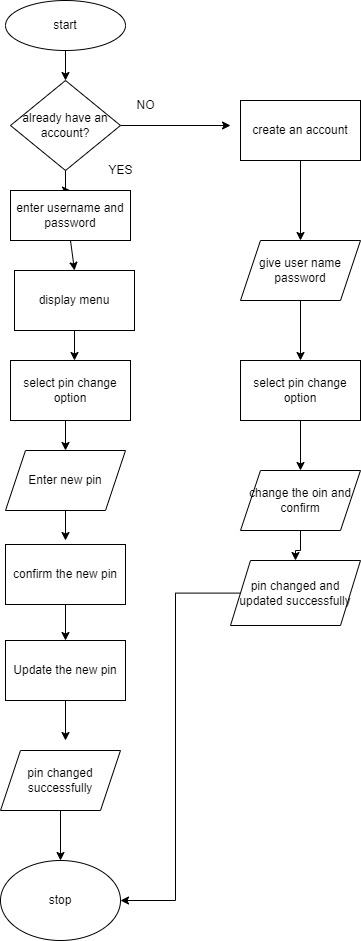 start
already have an
account?
NO
create an account
YES
enter username and
password
give user name
password
display menu
select pin change
option
select pin change
option
Enter new pin
change the oin and
confirm
confirm the new pin
pin changed and
updated successfully
Update the new pin
pin changed
successfully
stop